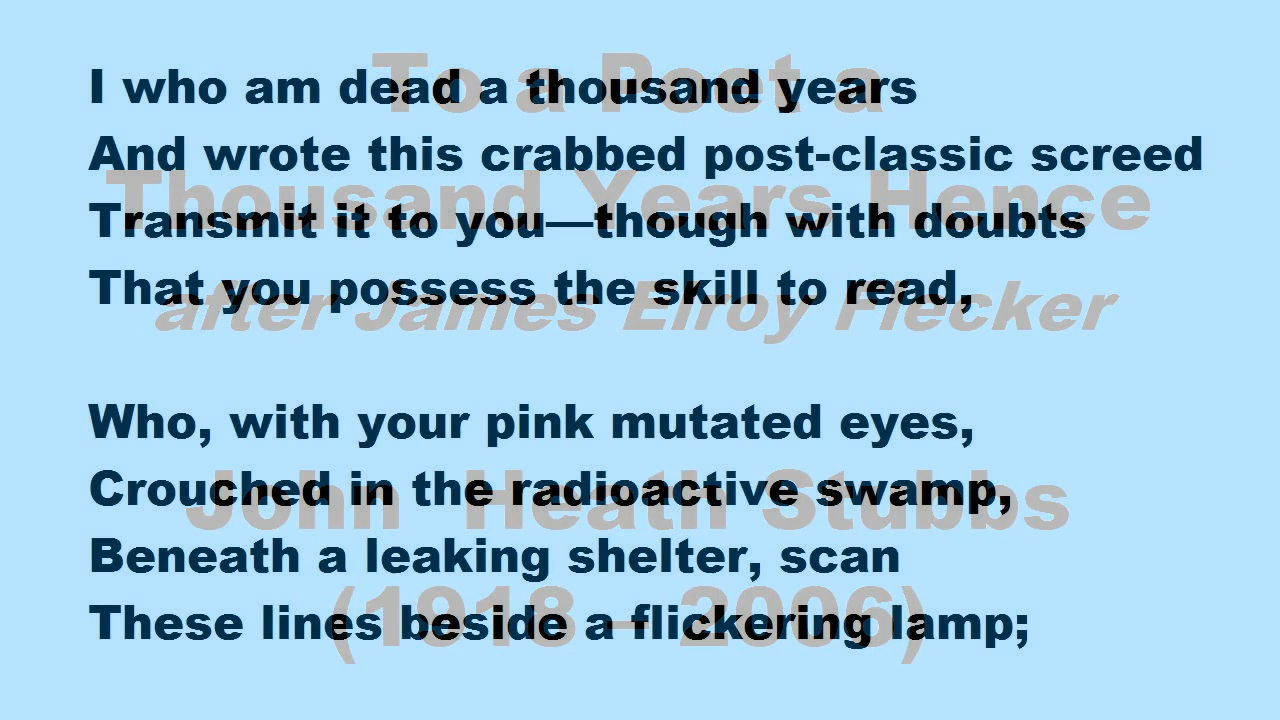 To a Poet a
Thousand Years Hence
after James Elroy Flecker
John Heath Stubbs
(1918 – 2006)
I who am dead a thousand years
And wrote this crabbed post-classic screed
Transmit it to you—though with doubts
That you possess the skill to read,
Who, with your pink mutated eyes,
Crouched in the radioactive swamp,
Beneath a leaking shelter, scan
These lines beside a flickering lamp;